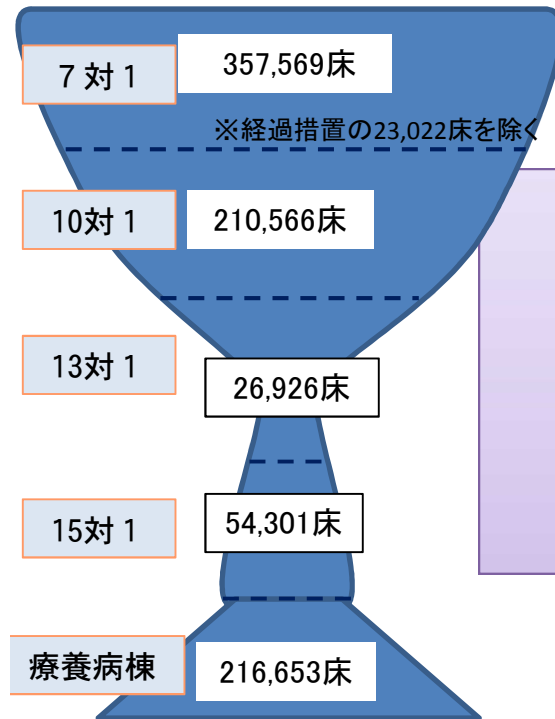 7対1
357,569床
※経過措置の23,022床を除く
10対1
210,566床
13対1
26,926床
15対1
54,301床
療養病棟
216,653床